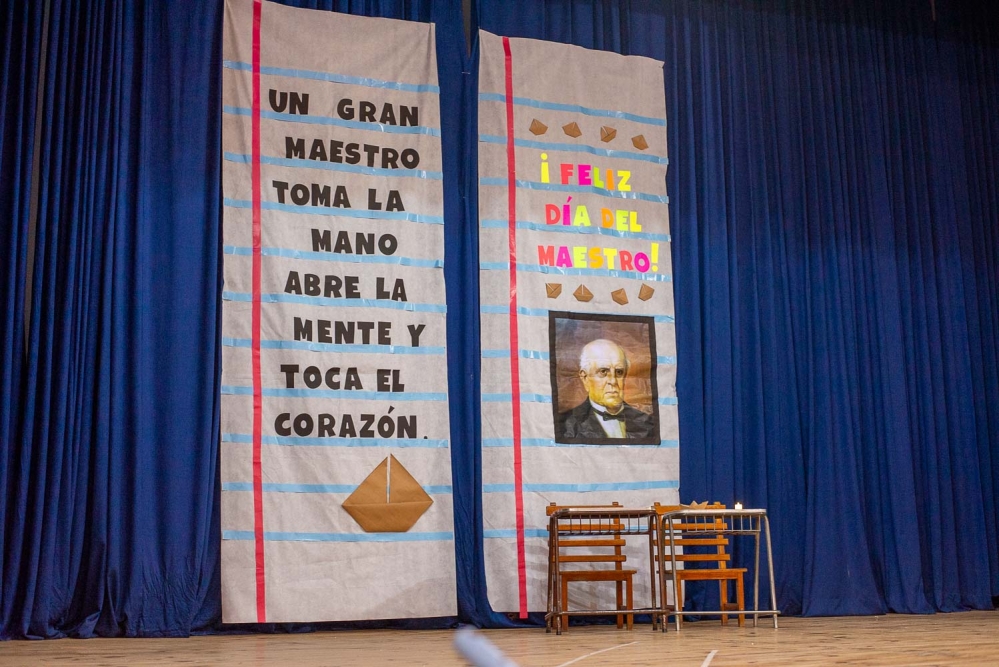 UN GRAN
MAESTRO
TOMA LA
MANO
ABRE LA
MENTE Y
TOCA EL
CORAZÓN.
¡FELIZ
DÍA DEL
MAESTRO!